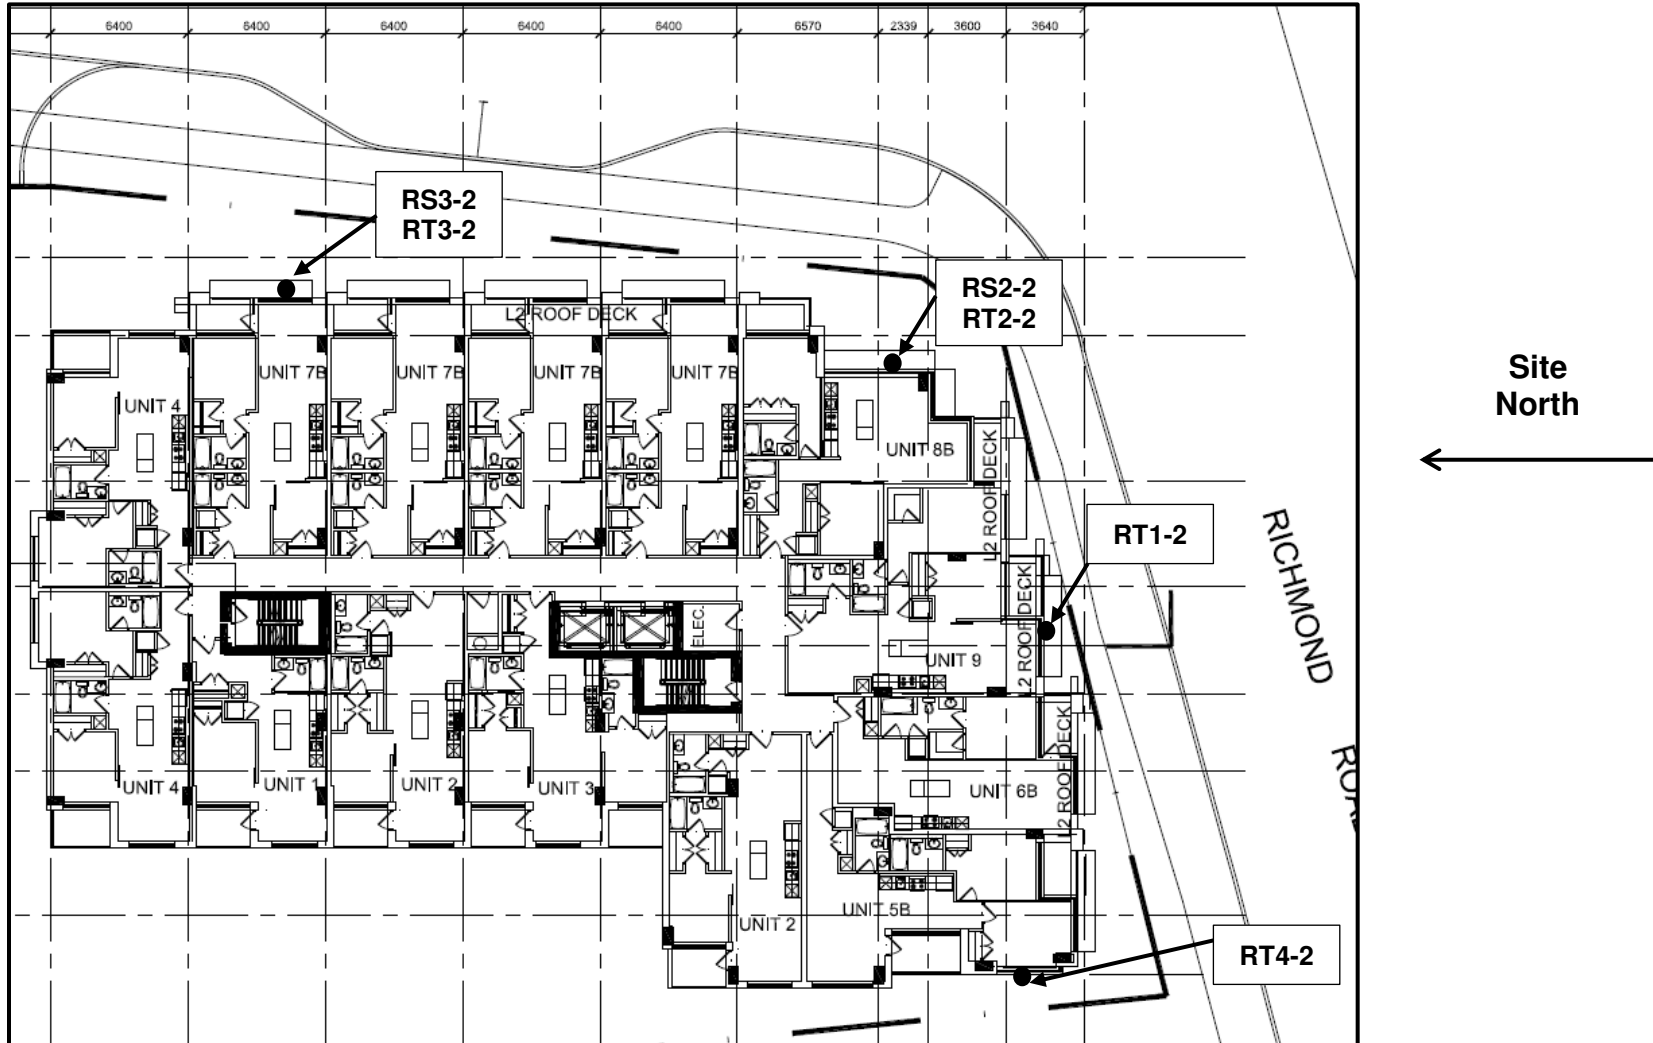 6400
6400
6400
6400
6400
6570
2339
3600
3640
RS3-2
RT3-2
RS2-2
RT2-2
L2 ROOF DECK
UNIT 7B
UNIT 7B
UNIT 7B
UNIT 7B
UNIT 4
UNIT 8B
L2 ROOF DECK
Site
North
RT1-2
RICHMOND
ROAD
L2 ROOF DECK
ELEC.
UNIT 9
L2 ROOF DECK
UNIT 4
UNIT 1
UNIT 2
UNIT 3
UNIT 6B
UNIT 2
UNIT 5B
RT4-2